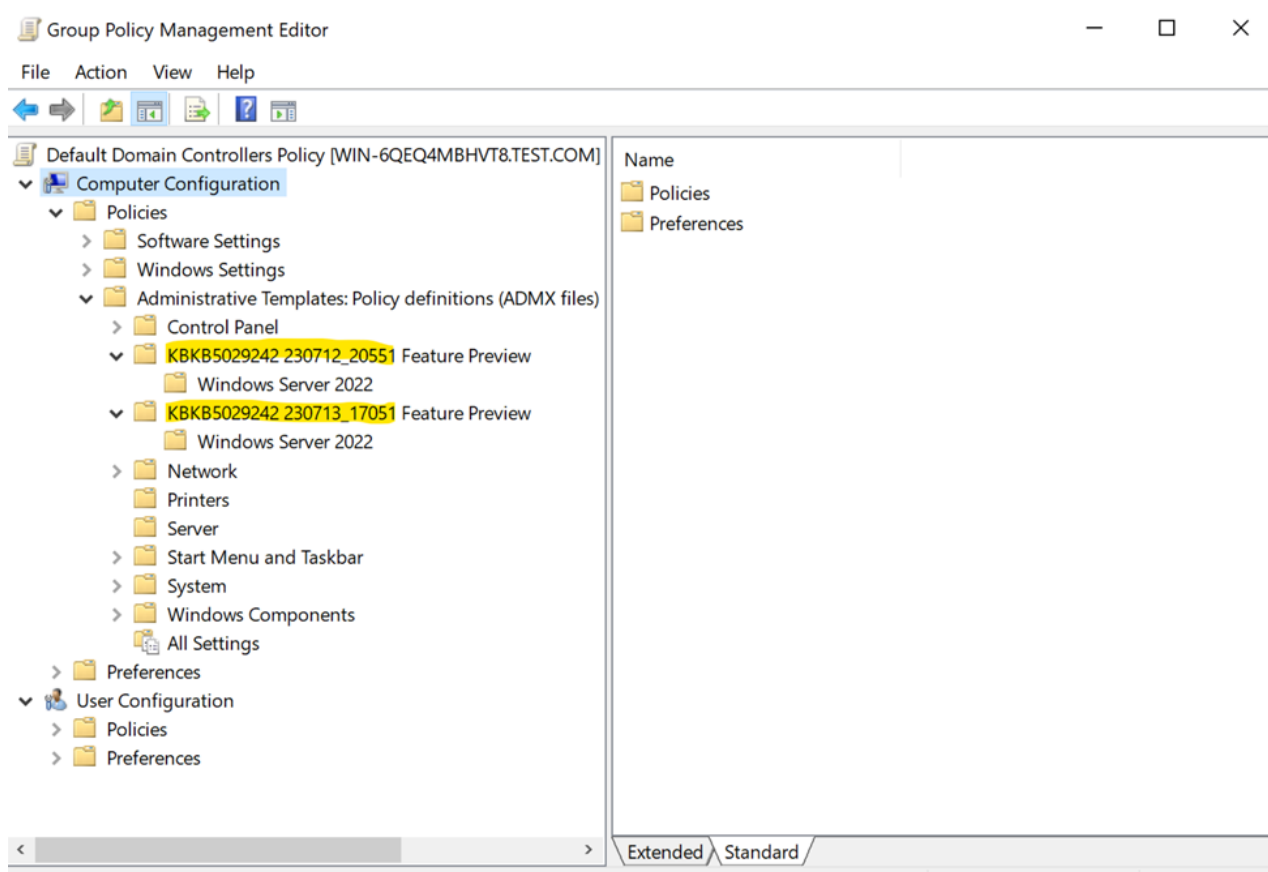 Group Policy Management Editor
File Action View Help
Default Domain Controllers Policy [WIN-6QEQ4MBHVT8.TEST.COM]
Computer Configuration
Policies
Software Settings
Windows Settings
Administrative Templates: Policy definitions (ADMX files)
Control Panel
KBKB5029242 230712_20551 Feature Preview
Windows Server 2022
KBKB5029242 230713_17051 Feature Preview
Windows Server 2022
Network
Printers
Server
Start Menu and Taskbar
System
Windows Components
All Settings
Preferences
User Configuration
Policies
Preferences
Name
Policies
Preferences
Extended Standard